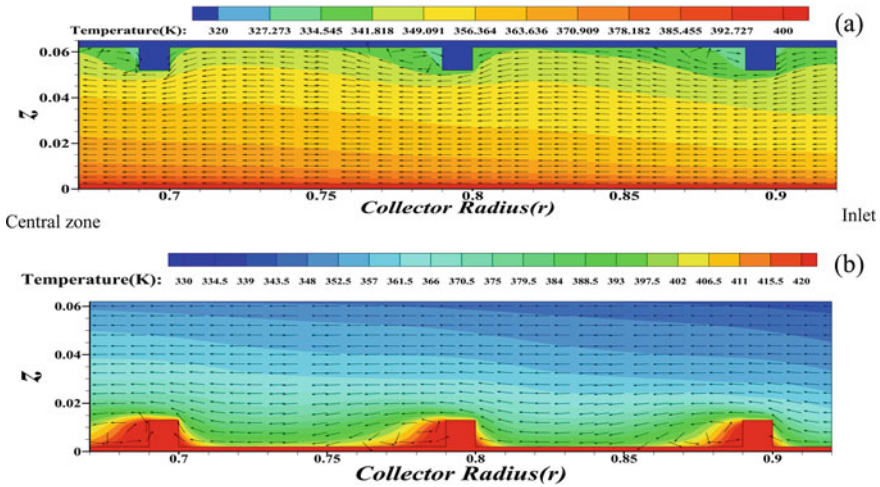 Temperature(K):
320 327.273 334.545 341.818 349.091 356.364 363.636 370.909 378.182 385.455 392.727 400
(a)
0.06
0.04
0.02
0
z
0.7 0.75 0.8 0.85 0.9
Collector Radius(r)
Central zone
Inlet
(b)
Temperature(K):
330 334.5 339 343.5 348 352.5 357 361.5 366 370.5 375 379.5 384 388.5 393 397.5 402 406.5 411 415.5 420
0.06
0.04
0.02
0
z
0.7 0.75 0.8 0.85 0.9
Collector Radius(r)